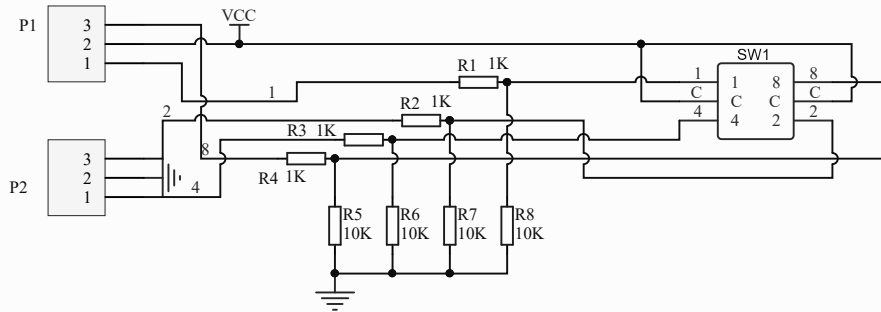 P1
3
2
1
VCC
1
2
R1 1K
R2 1K
R3 1K
R4 1K
8
4
SW1
1 1 8 8
C C C C
4 4 2 2
P2
3
2
1
R5 10K
R6 10K
R7 10K
R8 10K